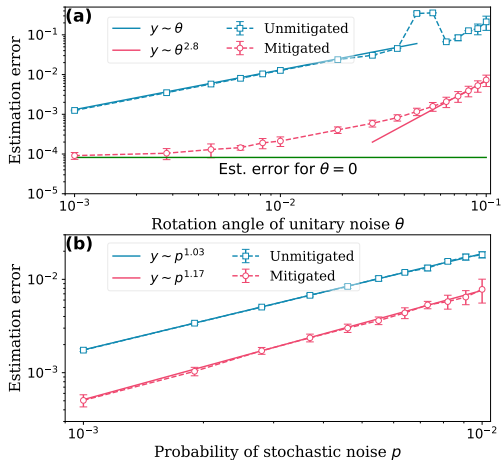 (a)
y ~ θ
y ~ θ^2.8
Unmitigated
Mitigated
Estimation error
10^−1
10^−2
10^−3
10^−4
10^−5
Est. error for θ = 0
10^−3
10^−2
10^−1
Rotation angle of unitary noise θ
(b)
y ~ p^1.03
y ~ p^1.17
Unmitigated
Mitigated
Estimation error
10^−2
10^−3
10^−3
10^−2
Probability of stochastic noise p